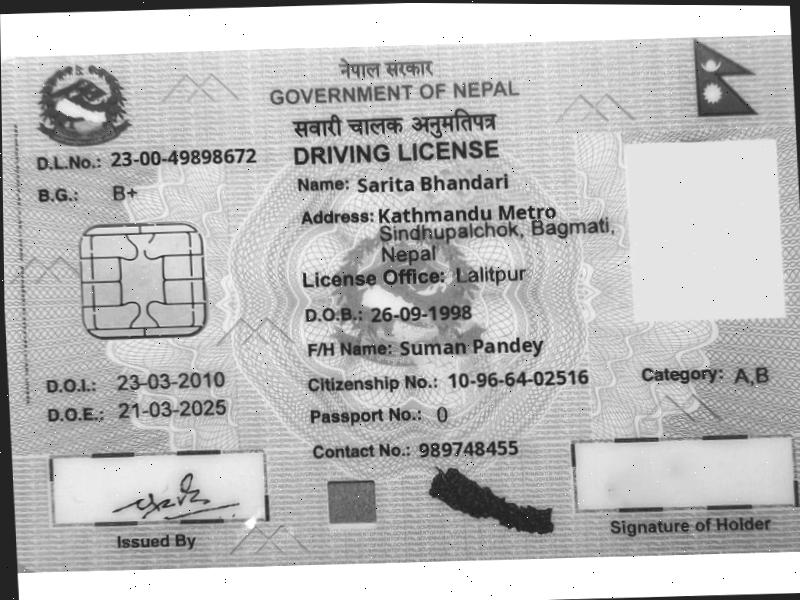 नेपाल सरकार
GOVERNMENT OF NEPAL
सवारी चालक अनुमतिपत्र
DRIVING LICENSE
D.L.No.: 23-00-49898672
B.G.: B+
Name: Sarita Bhandari
Address: Kathmandu Metro
Sindhupalchok, Bagmati,
Nepal
License Office: Lalitpur
D.O.B.: 26-09-1998
F/H Name: Suman Pandey
D.O.I.: 23-03-2010
Citizenship No.: 10-96-64-02516
Category: A,B
D.O.E.: 21-03-2025
Passport No.: 0
Contact No.: 989748455
Issued By
Signature of Holder